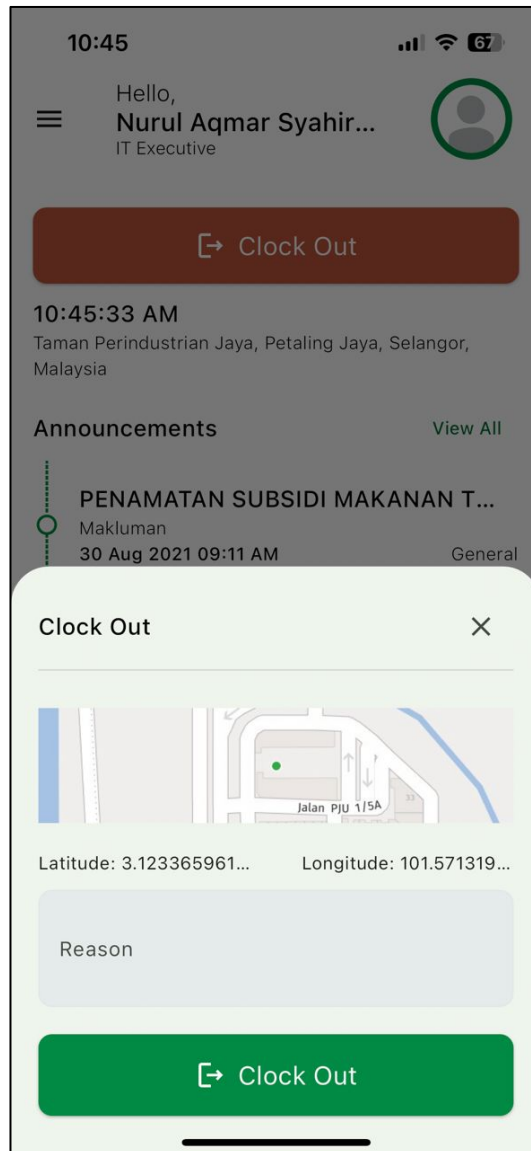 10:45
67
Hello,
Nurul Aqmar Syahir...
IT Executive
Clock Out
10:45:33 AM
Taman Perindustrian Jaya, Petaling Jaya, Selangor,
Malaysia
Announcements View All
PENAMATAN SUBSIDI MAKANAN T...
Makluman
30 Aug 2021 09:11 AM General
Clock Out
Jalan PJU 1/5A
33
Latitude: 3.123365961... Longitude: 101.571319...
Reason
Clock Out